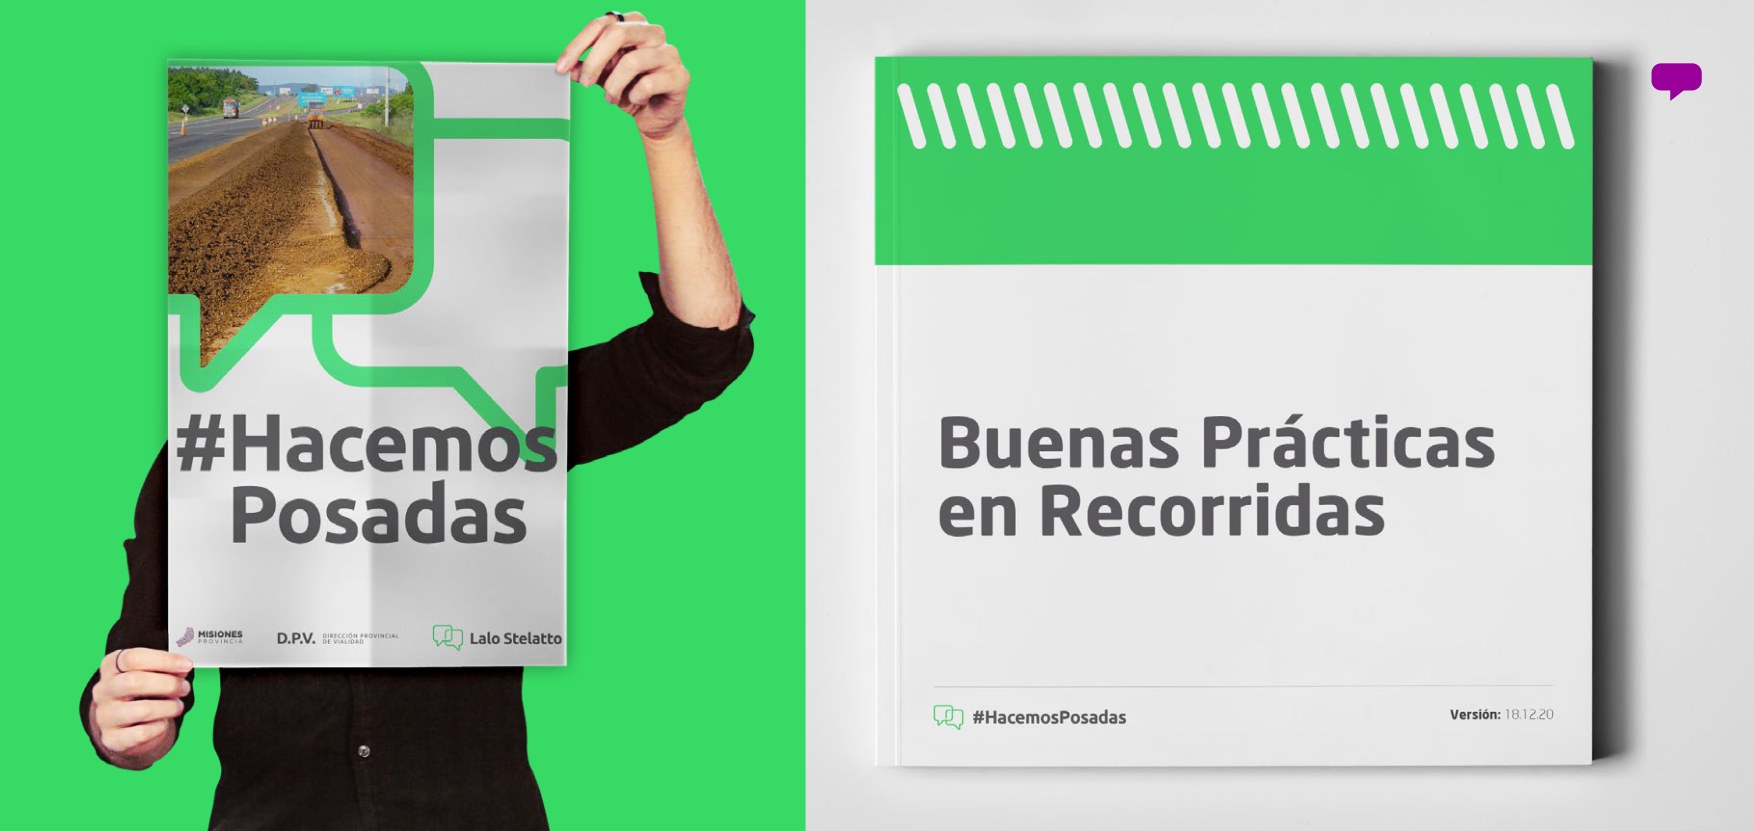 #Hacemos
Posadas
MISIONES
PROVINCIA
D.P.V.
DIRECCIÓN PROVINCIAL
DE VIALIDAD
Lalo Stelatto
Buenas Prácticas
en Recorridas
#HacemosPosadas
Versión: 18.12.20